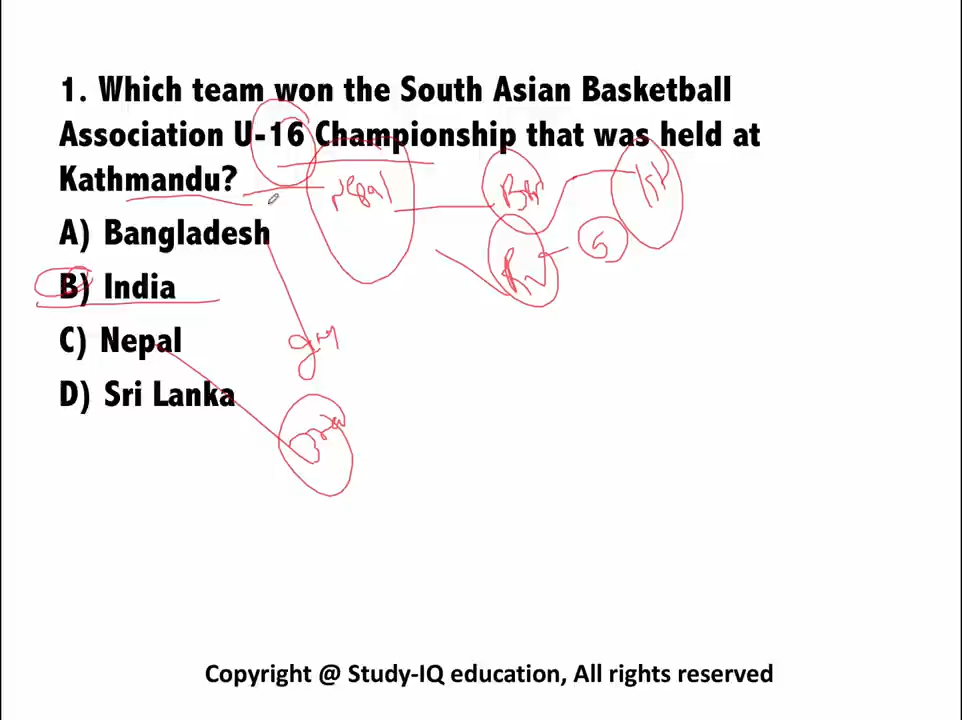 1. Which team won the South Asian Basketball
Association U-16 Championship that was held at
Kathmandu?
A) Bangladesh
B) India
C) Nepal
D) Sri Lanka
Copyright @ Study-IQ education, All rights reserved